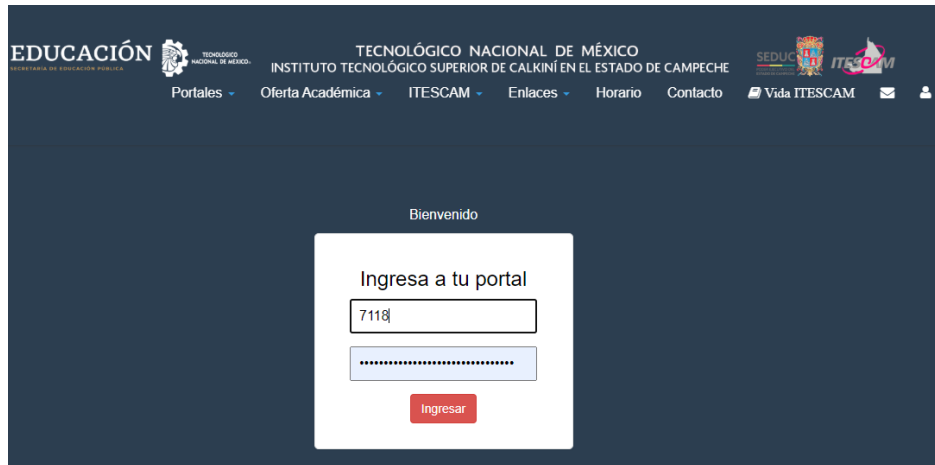 EDUCACIÓN
SECRETARÍA DE EDUCACIÓN PÚBLICA
TECNOLÓGICO
NACIONAL DE MÉXICO
TECNOLÓGICO NACIONAL DE MÉXICO
INSTITUTO TECNOLÓGICO SUPERIOR DE CALKINÍ EN EL ESTADO DE CAMPECHE
SEDUC
ITESCAM
Portales Oferta Académica ITESCAM Enlaces Horario Contacto Vida ITESCAM
Bienvenido
Ingresa a tu portal
7118
Ingresar